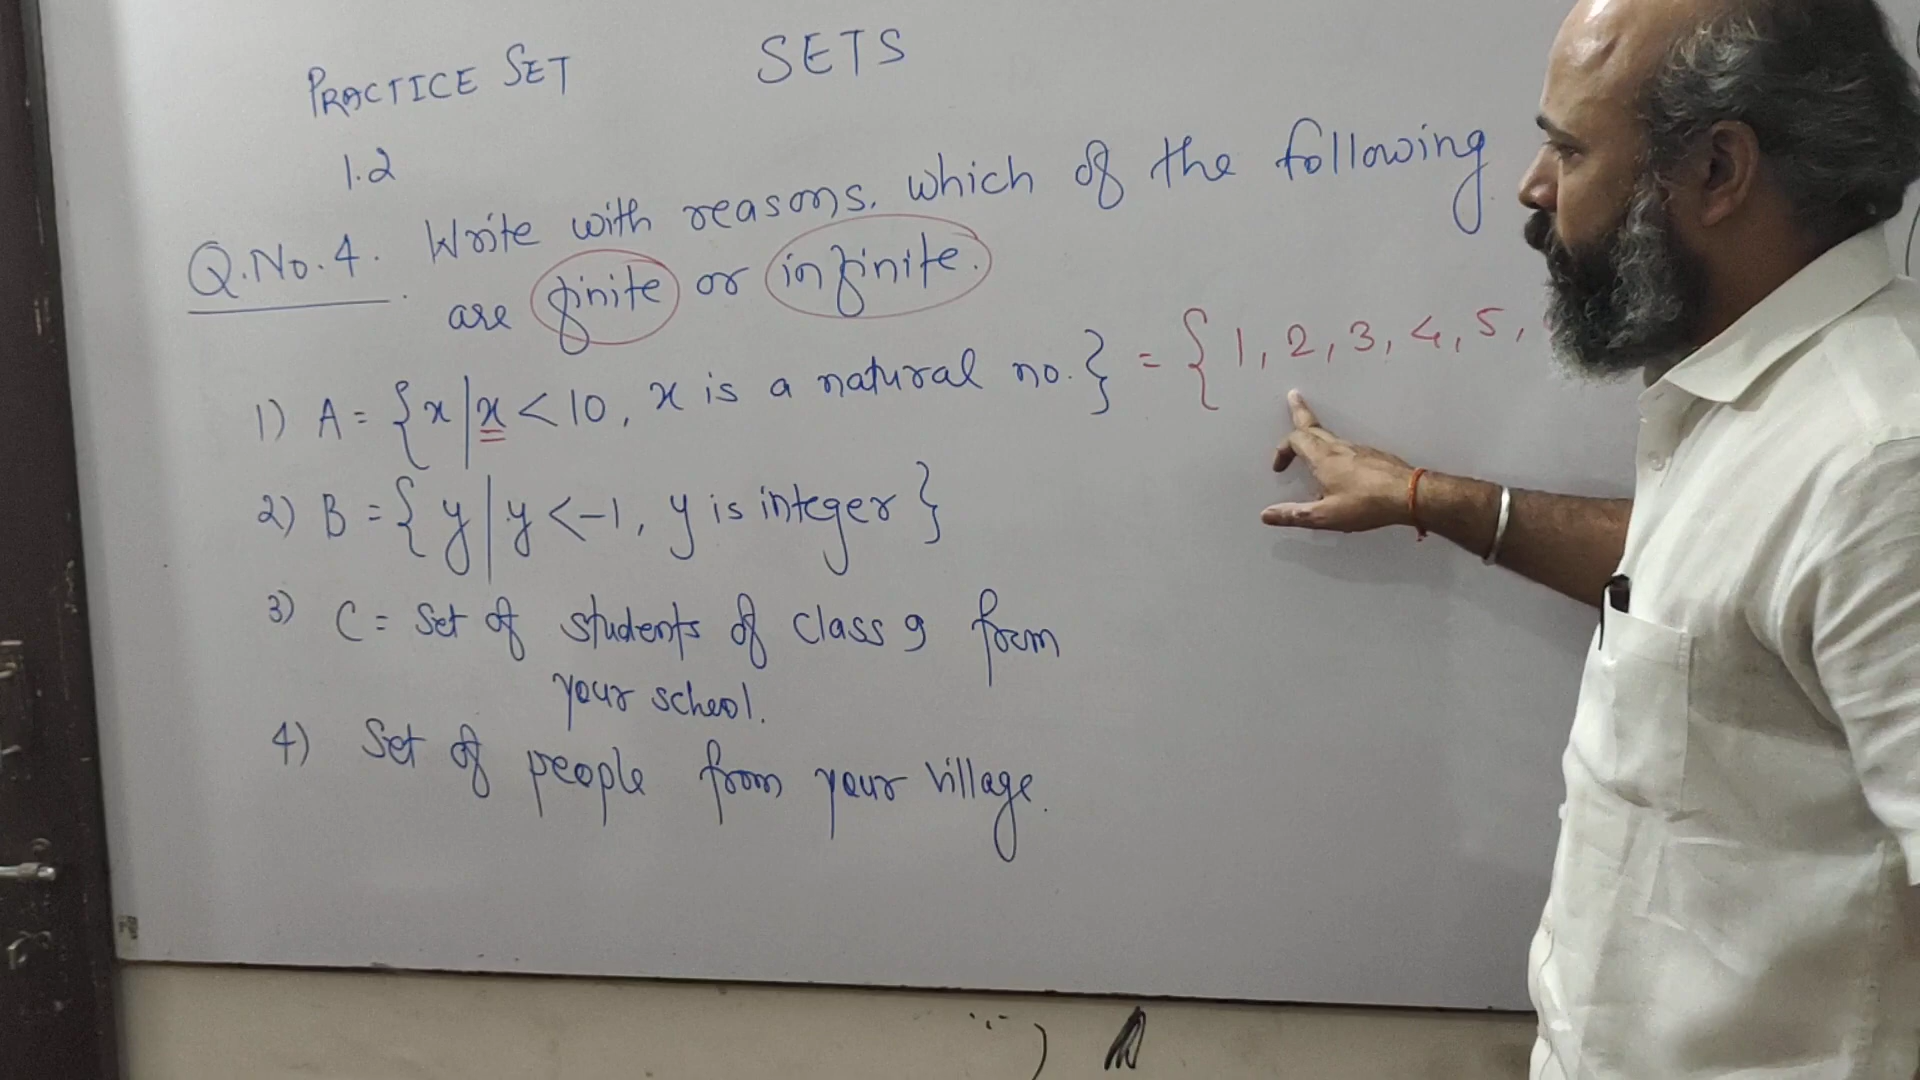 PRACTICE SET SETS
1.2
Q.No.4. Write with reasons, which of the following
are finite or infinite.
1) A = {x/x < 10, x is a natural no.} = {1, 2, 3, 4, 5,
2) B = {y/y < -1, y is integer}
3) C = Set of students of class 9 from
your school.
4) Set of people from your village.